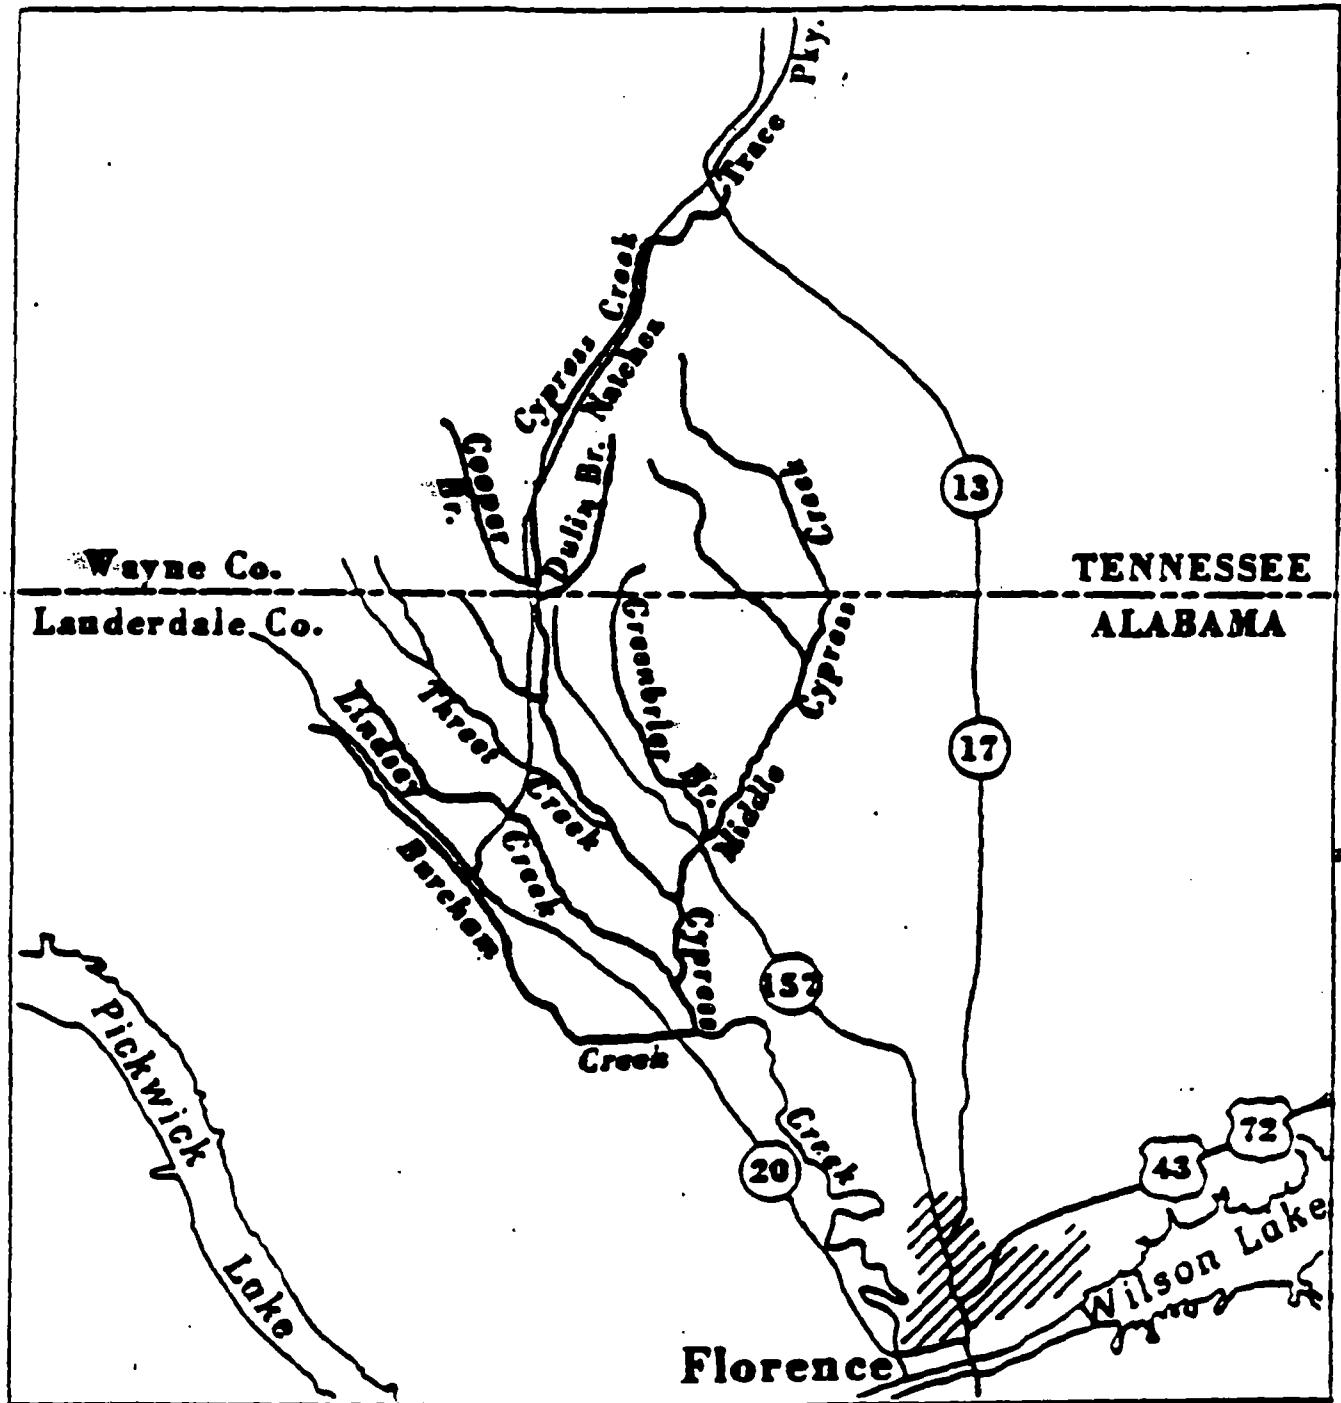 Pky.
Trace
Creek
Cypress
Natchez
Cooper
Br.
Dulin Br.
Creek
13
Wayne Co.
TENNESSEE
Lauderdale Co.
ALABAMA
Greenbrier
Br.
Cypress
Middle
Lindsey
Creek
Threet
Creek
17
Burcham
Creek
Cypress
Creek
157
Pickwick
Lake
20
72
43
Wilson Lake
Florence